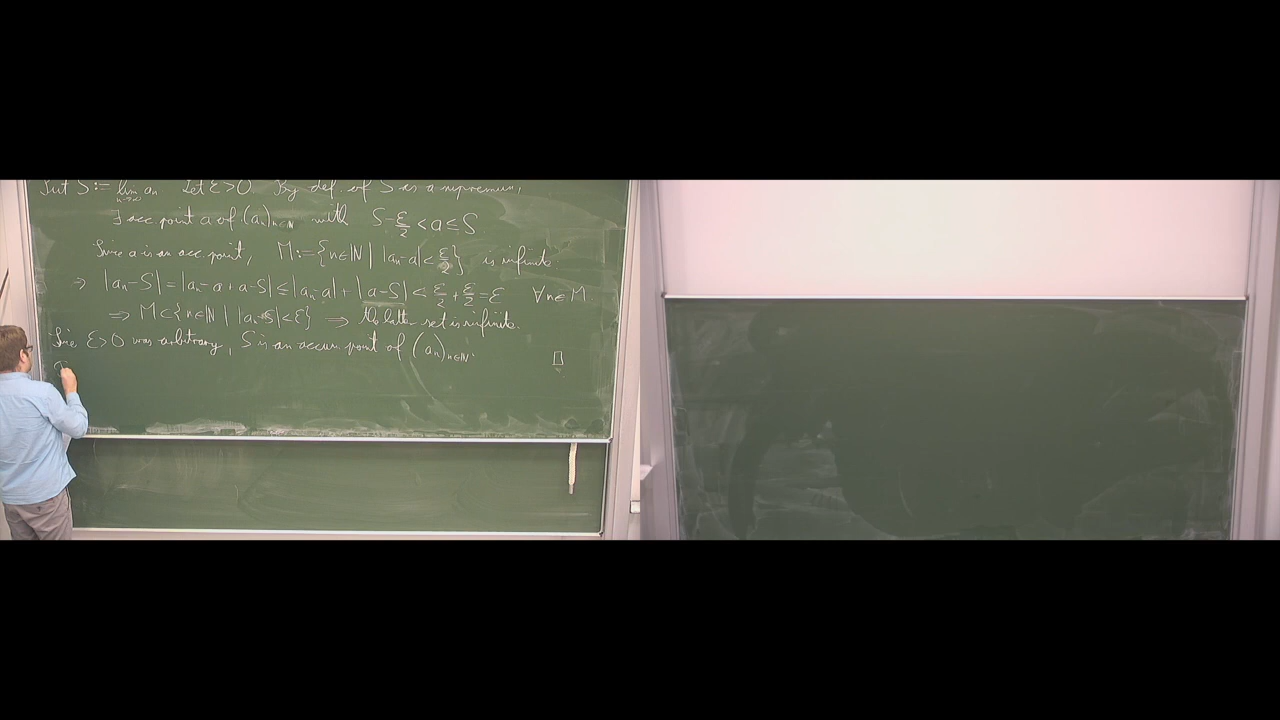 Put S := lim aₙ Let ε>0. By def. of S as a supremum,
n→∞
∃ acc. point a of (aₙ)ₙ∈ℕ with S-ε/2 < a ≤ S
Since a is an acc. point, M := {n∈ℕ | |aₙ-a| < ε/2} is infinite
⇒ |aₙ-S| = |aₙ-a+a-S| ≤ |aₙ-a| + |a-S| < ε/2 + ε/2 = ε ∀n∈M
⇒ M ⊂ {n∈ℕ | |aₙ-S| < ε} ⇒ the latter set is infinite.
Since ε>0 was arbitrary, S is an accum. point of (aₙ)ₙ∈ℕ. □